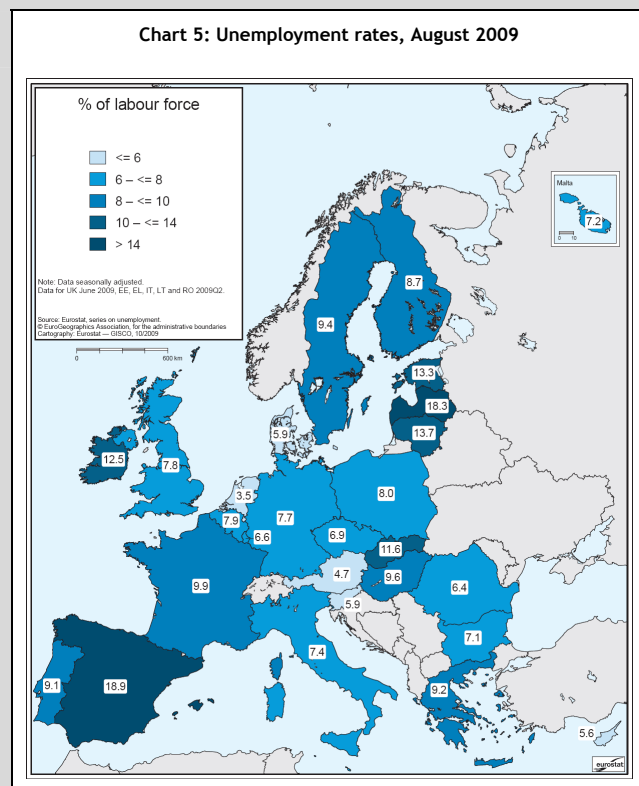 Chart 5: Unemployment rates, August 2009
% of labour force
<= 6
6 – <= 8
8 – <= 10
10 – <= 14
> 14
Note: Data seasonally adjusted.
Data for UK June 2009, EE, EL, IT, LT and RO 2009Q2.
Source: Eurostat, series on unemployment.
© EuroGeographics Association, for the administrative boundaries
Cartography: Eurostat — GISCO, 10/2009
0 600 km
Malta
7.2
0 10
8.7
9.4
13.3
18.3
5.9
13.7
12.5
7.8
3.5
8.0
7.9
7.7
6.6
6.9
11.6
4.7
9.6
9.9
6.4
5.9
7.4
7.1
9.1
18.9
9.2
5.6
eurostat